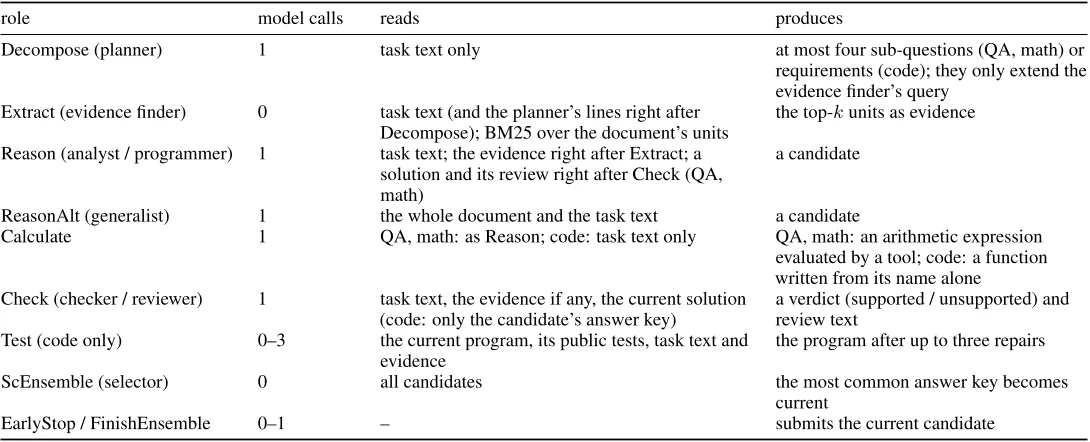 role model calls reads produces
Decompose (planner) 1 task text only at most four sub-questions (QA, math) or
requirements (code); they only extend the
evidence finder's query
Extract (evidence finder) 0 task text (and the planner's lines right after the top-k units as evidence
Decompose); BM25 over the document's units
Reason (analyst / programmer) 1 task text; the evidence right after Extract; a a candidate
solution and its review right after Check (QA,
math)
ReasonAlt (generalist) 1 the whole document and the task text a candidate
Calculate 1 QA, math: as Reason; code: task text only QA, math: an arithmetic expression
evaluated by a tool; code: a function
written from its name alone
Check (checker / reviewer) 1 task text, the evidence if any, the current solution a verdict (supported / unsupported) and
(code: only the candidate's answer key) review text
Test (code only) 0–3 the current program, its public tests, task text and the program after up to three repairs
evidence
ScEnsemble (selector) 0 all candidates the most common answer key becomes
current
EarlyStop / FinishEnsemble 0–1 – submits the current candidate